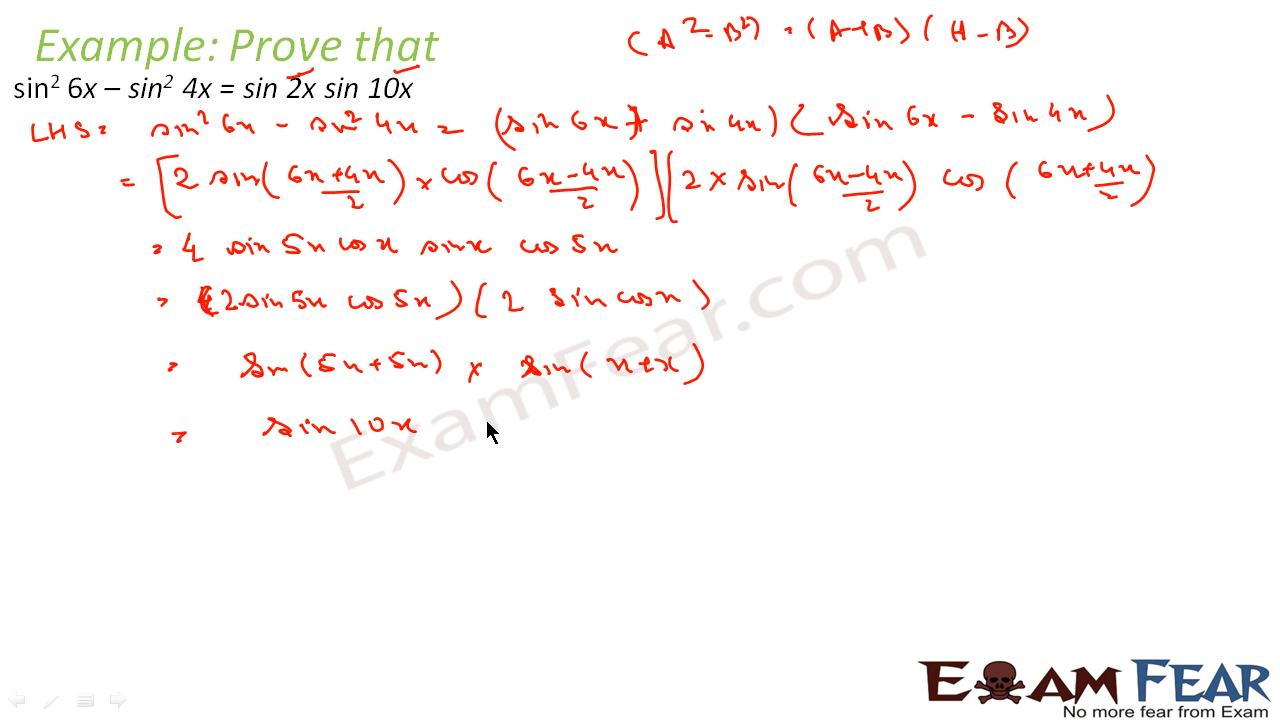 Example: Prove that
(A² - B²) = (A+B) (A - B)
sin² 6x – sin² 4x = sin 2x sin 10x
LHS = sin² 6x - sin² 4x = (sin 6x + sin 4x) (sin 6x - sin 4x)
= [2 sin( 6x+4x / 2 ) × cos( 6x-4x / 2 )] [2 × sin( 6x-4x / 2 ) cos ( 6x+4x / 2 )
= 4 sin 5x cos x sin x cos 5x
= (2 sin 5x cos 5x) (2 sin cos x)
= sin (5x+5x) × sin (x+x)
= sin 10x
ExamFear.com
EXAM FEAR
No more fear from Exam